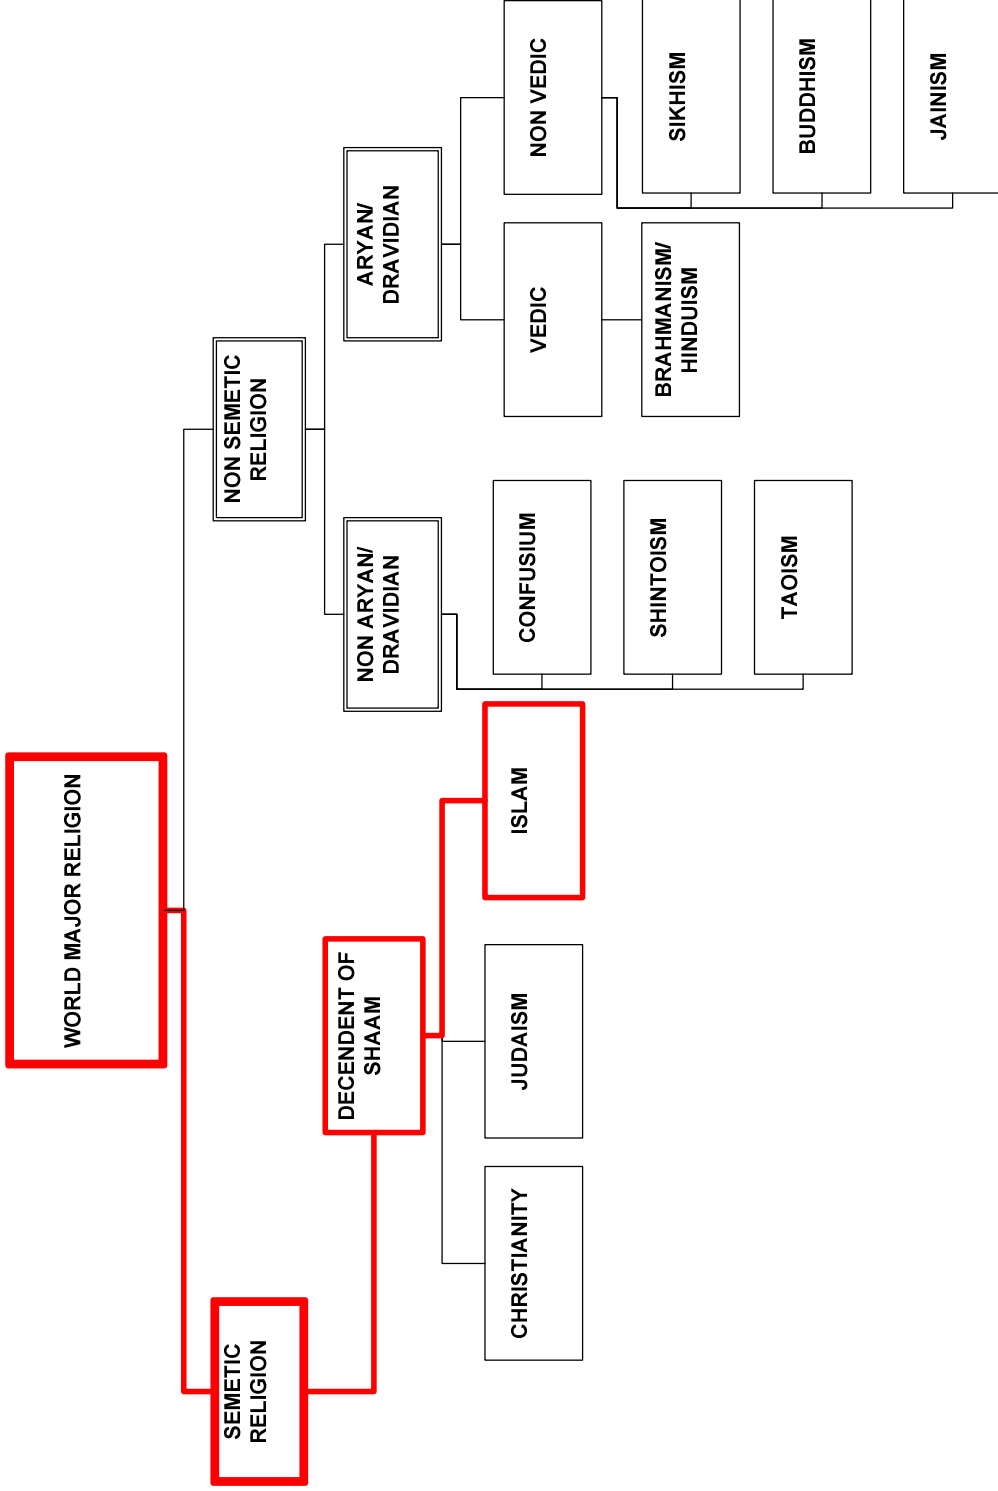 WORLD MAJOR RELIGION
SEMETIC
RELIGION
NON SEMETIC
RELIGION
DECENDENT OF
SHAAM
NON ARYAN/
DRAVIDIAN
ARYAN/
DRAVIDIAN
CHRISTIANITY
JUDAISM
ISLAM
CONFUSIUM
SHINTOISM
TAOISM
VEDIC
NON VEDIC
BRAHMANISM/
HINDUISM
SIKHISM
BUDDHISM
JAINISM